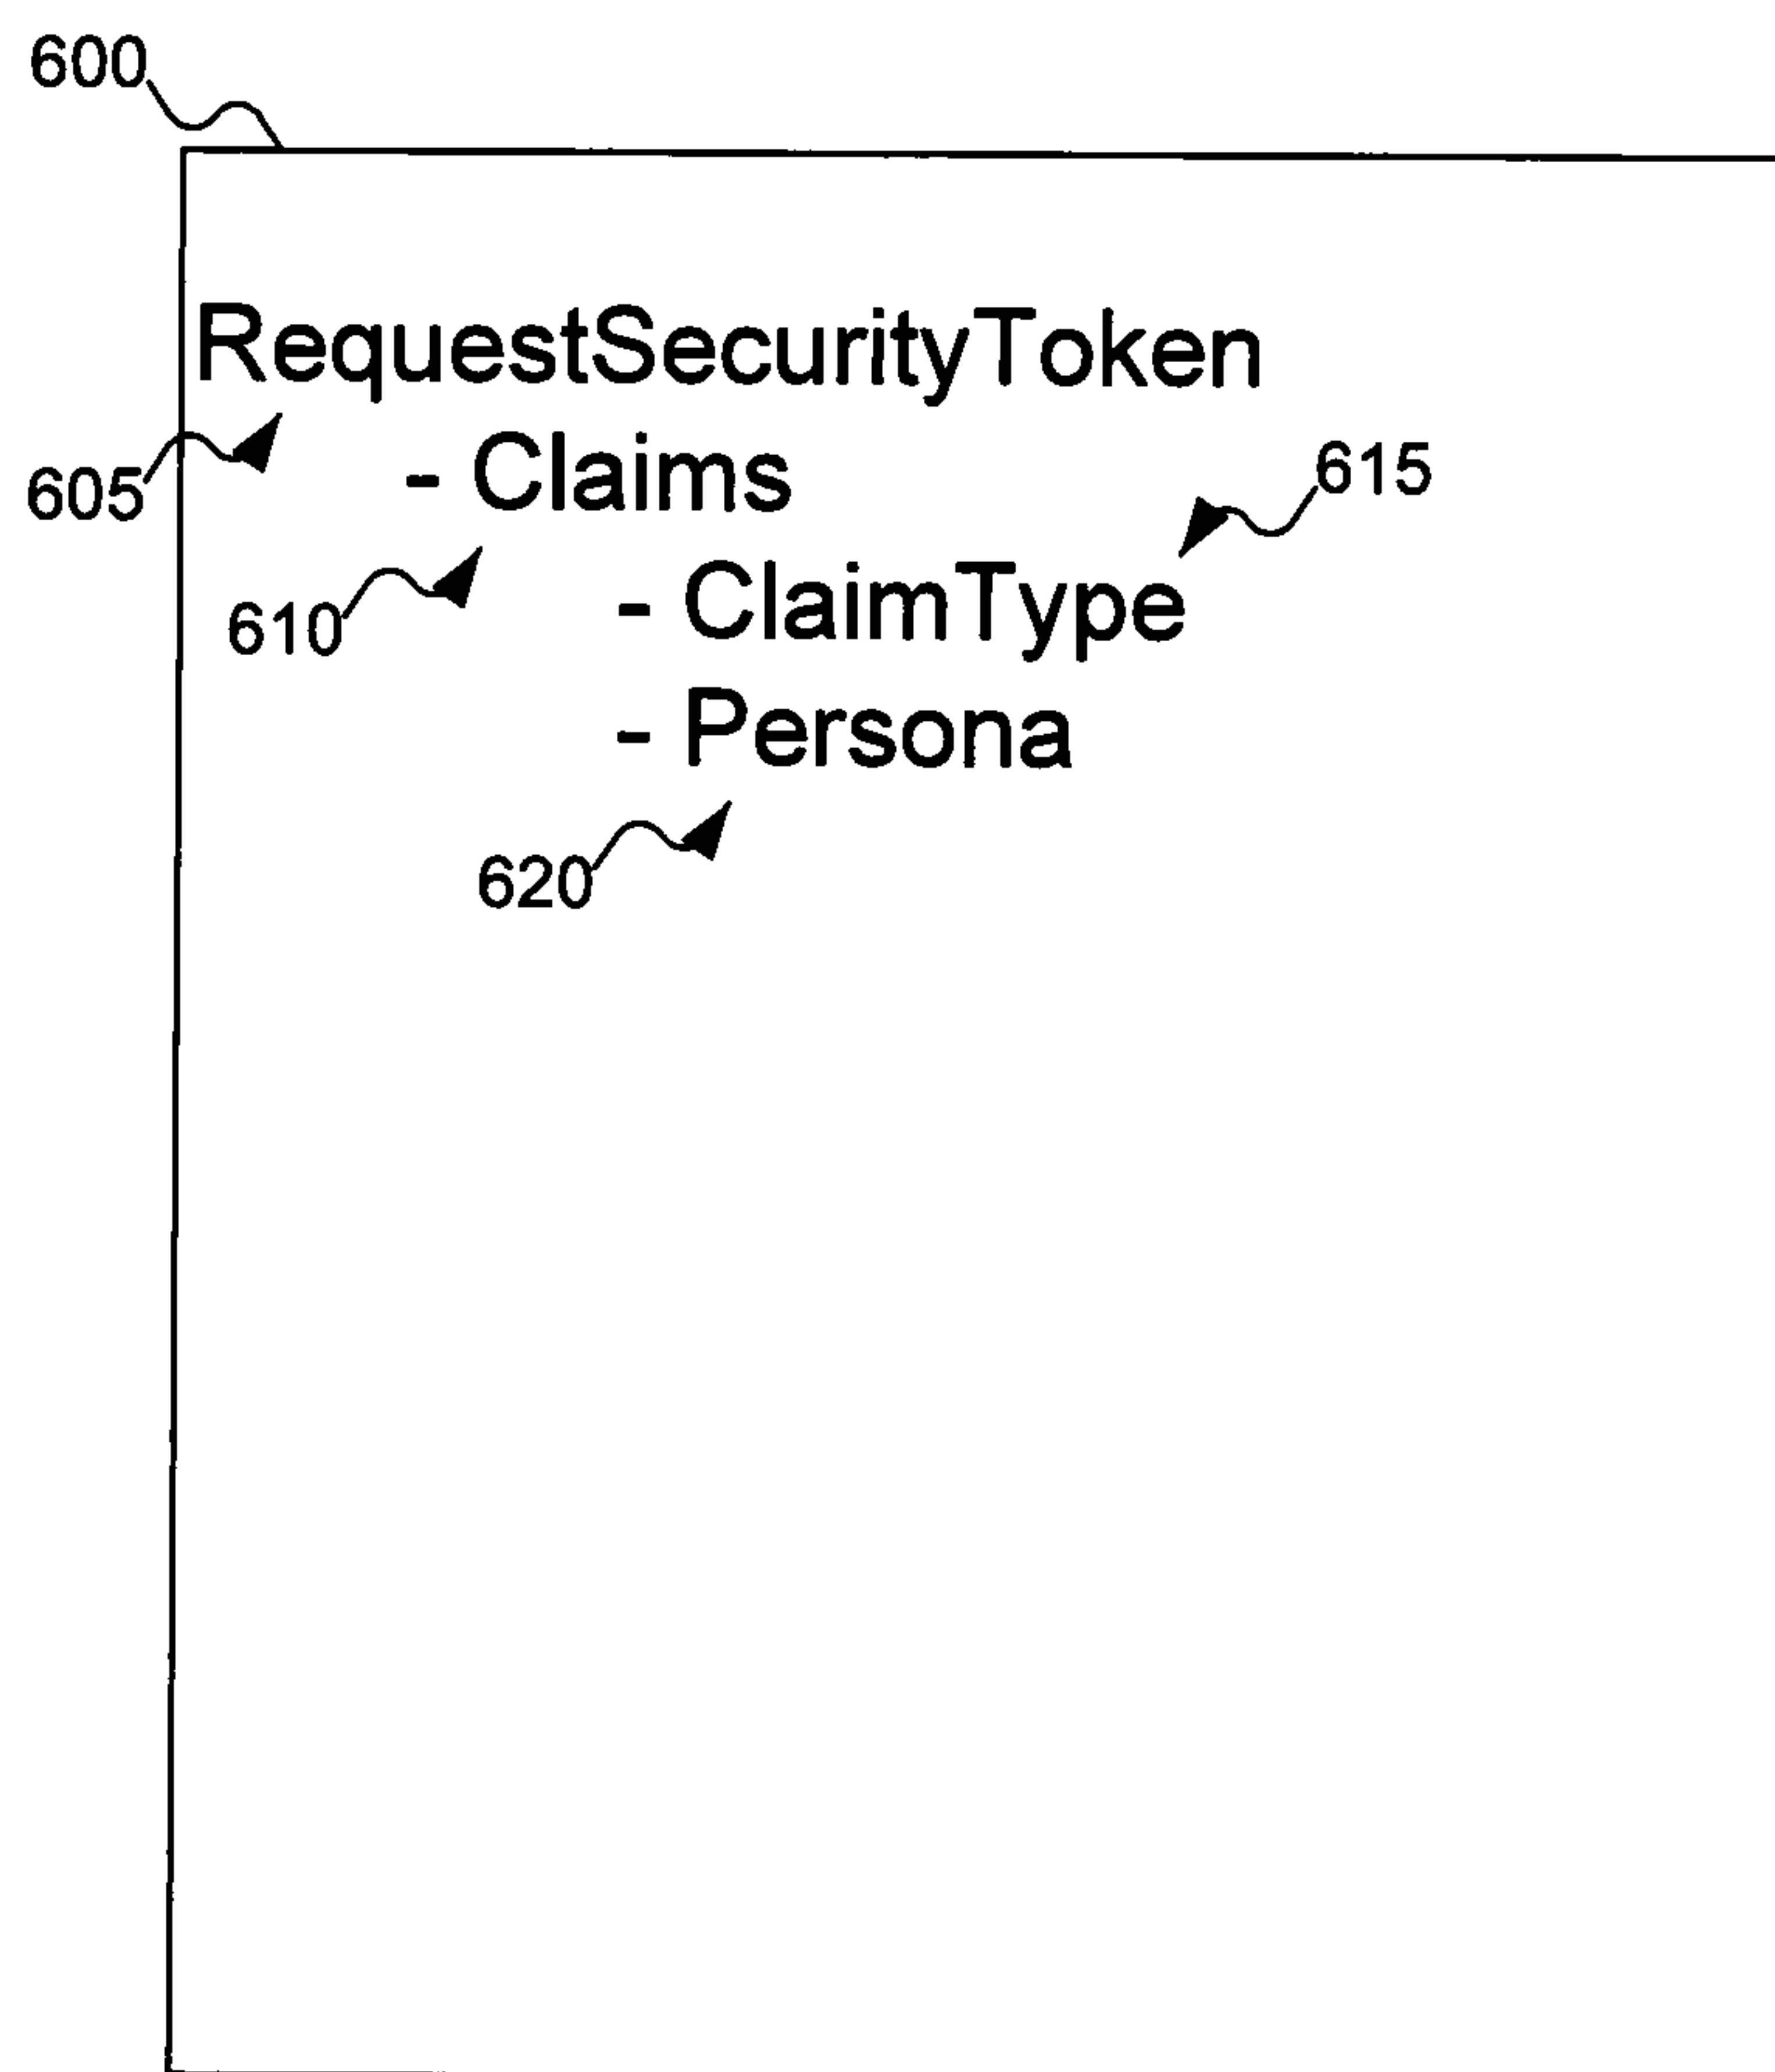 600
RequestSecurityToken
605
- Claims
615
610
- ClaimType
- Persona
620